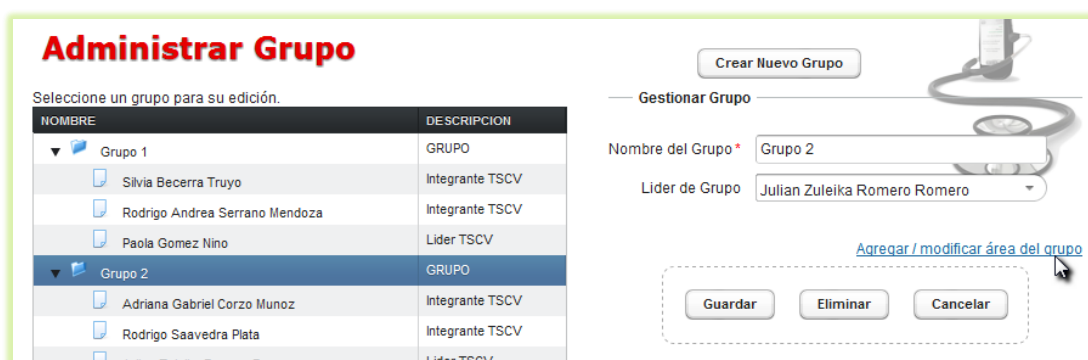 Administrar Grupo
Seleccione un grupo para su edición.
NOMBRE DESCRIPCION
Grupo 1 GRUPO
Silvia Becerra Truyo Integrante TSCV
Rodrigo Andrea Serrano Mendoza Integrante TSCV
Paola Gomez Nino Lider TSCV
Grupo 2 GRUPO
Adriana Gabriel Corzo Munoz Integrante TSCV
Rodrigo Saavedra Plata Integrante TSCV
Lider TSCV
Crear Nuevo Grupo
Gestionar Grupo
Nombre del Grupo* Grupo 2
Lider de Grupo Julian Zuleika Romero Romero
Agregar / modificar área del grupo
Guardar Eliminar Cancelar